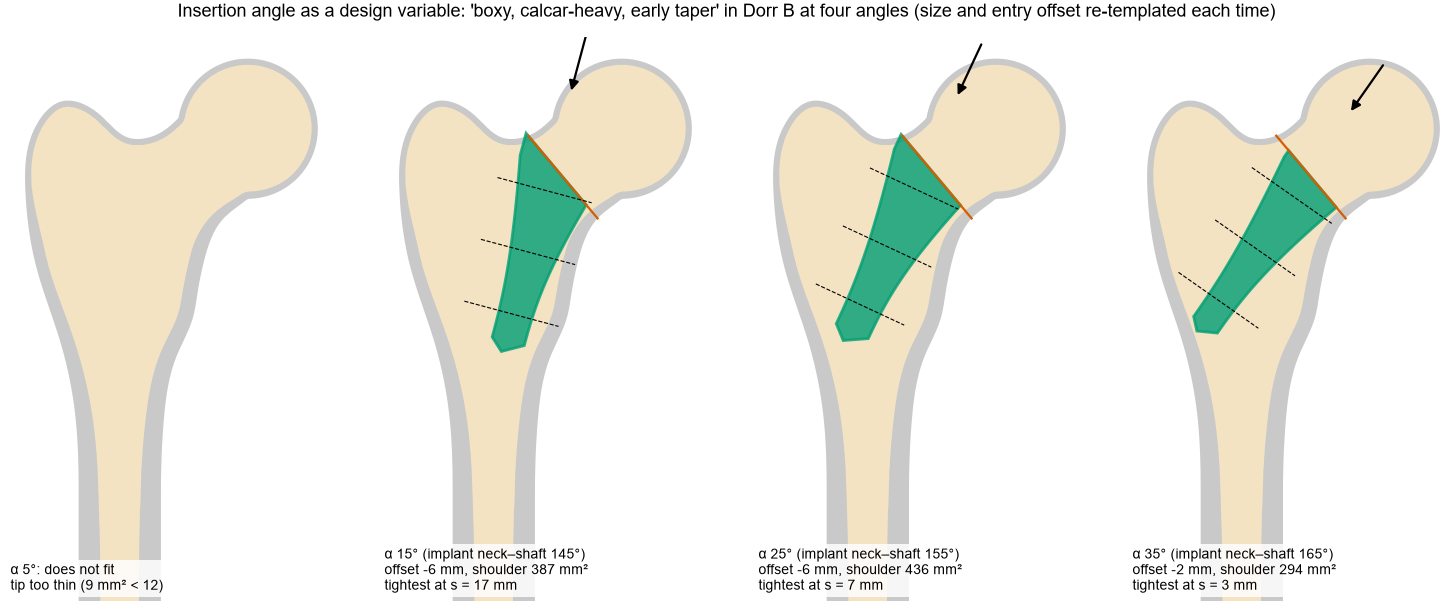 Insertion angle as a design variable: 'boxy, calcar-heavy, early taper' in Dorr B at four angles (size and entry offset re-templated each time)
α 5°: does not fit
tip too thin (9 mm² < 12)
α 15° (implant neck–shaft 145°)
offset -6 mm, shoulder 387 mm²
tightest at s = 17 mm
α 25° (implant neck–shaft 155°)
offset -6 mm, shoulder 436 mm²
tightest at s = 7 mm
α 35° (implant neck–shaft 165°)
offset -2 mm, shoulder 294 mm²
tightest at s = 3 mm